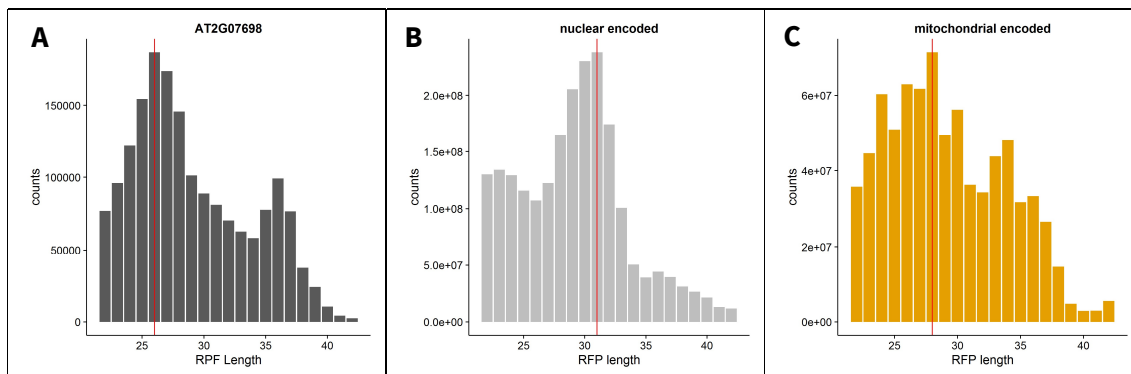 A
AT2G07698
counts
150000
100000
50000
0
25
30
35
40
RPF Length
B
nuclear encoded
counts
2.0e+08
1.5e+08
1.0e+08
5.0e+07
0.0e+00
25
30
35
40
RFP length
C
mitochondrial encoded
counts
6e+07
4e+07
2e+07
0e+00
25
30
35
40
RFP length